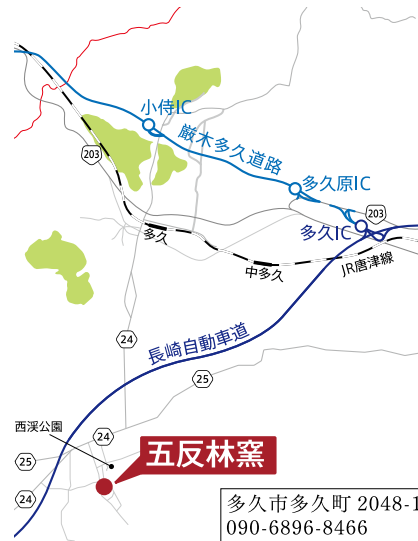 小侍IC
厳木多久道路
203
多久原IC
203
多久IC
多久
中多久
JR唐津線
24
長崎自動車道
25
西渓公園
24
五反林窯
25
24
多久市多久町 2048-1
090-6896-8466